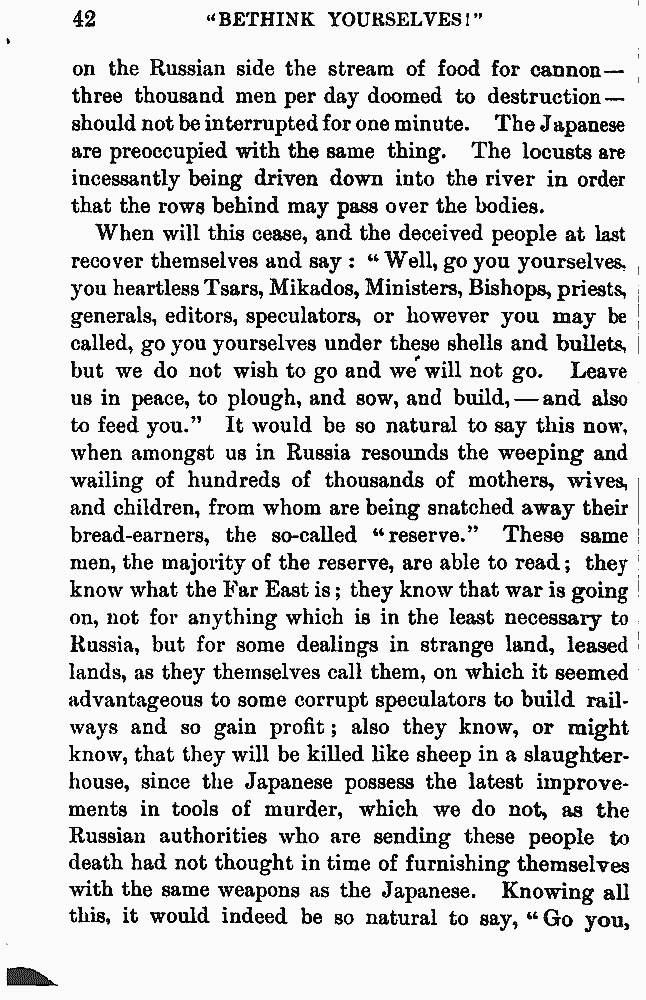 42 "BETHINK YOURSELVES!"
on the Russian side the stream of food for cannon—
three thousand men per day doomed to destruction—
should not be interrupted for one minute. The Japanese
are preoccupied with the same thing. The locusts are
incessantly being driven down into the river in order
that the rows behind may pass over the bodies.
When will this cease, and the deceived people at last
recover themselves and say : "Well, go you yourselves,
you heartless Tsars, Mikados, Ministers, Bishops, priests,
generals, editors, speculators, or however you may be
called, go you yourselves under these shells and bullets,
but we do not wish to go and we will not go. Leave
us in peace, to plough, and sow, and build,—and also
to feed you." It would be so natural to say this now,
when amongst us in Russia resounds the weeping and
wailing of hundreds of thousands of mothers, wives,
and children, from whom are being snatched away their
bread-earners, the so-called "reserve." These same
men, the majority of the reserve, are able to read; they
know what the Far East is; they know that war is going
on, not for anything which is in the least necessary to
Russia, but for some dealings in strange land, leased
lands, as they themselves call them, on which it seemed
advantageous to some corrupt speculators to build rail-
ways and so gain profit; also they know, or might
know, that they will be killed like sheep in a slaughter-
house, since the Japanese possess the latest improve-
ments in tools of murder, which we do not, as the
Russian authorities who are sending these people to
death had not thought in time of furnishing themselves
with the same weapons as the Japanese. Knowing all
this, it would indeed be so natural to say, "Go you,